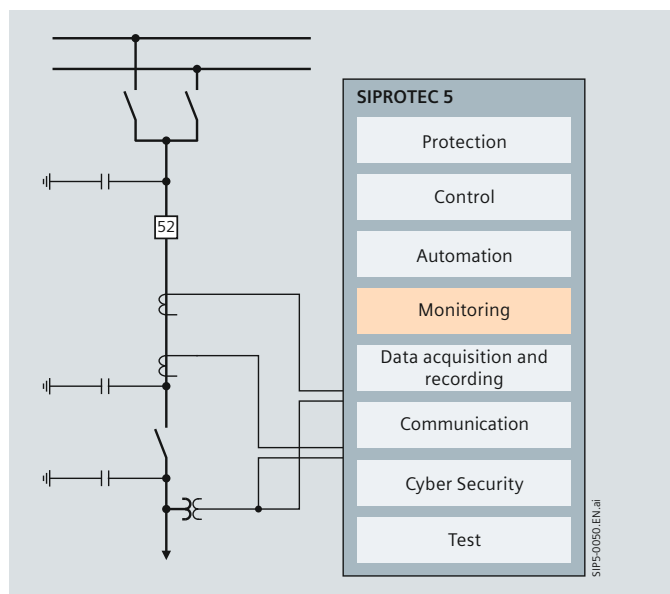 SIPROTEC 5
Protection
Control
Automation
Monitoring
Data acquisition and
recording
Communication
Cyber Security
Test
52
SIP5-0050.EN.ai